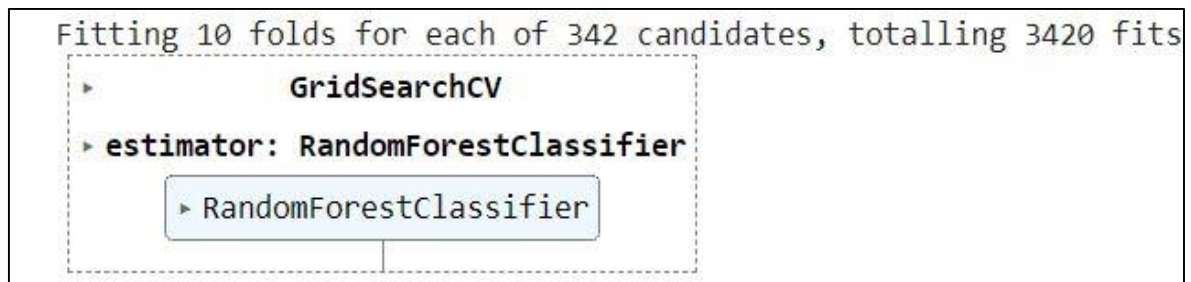 Fitting 10 folds for each of 342 candidates, totalling 3420 fits
GridSearchCV
estimator: RandomForestClassifier
RandomForestClassifier